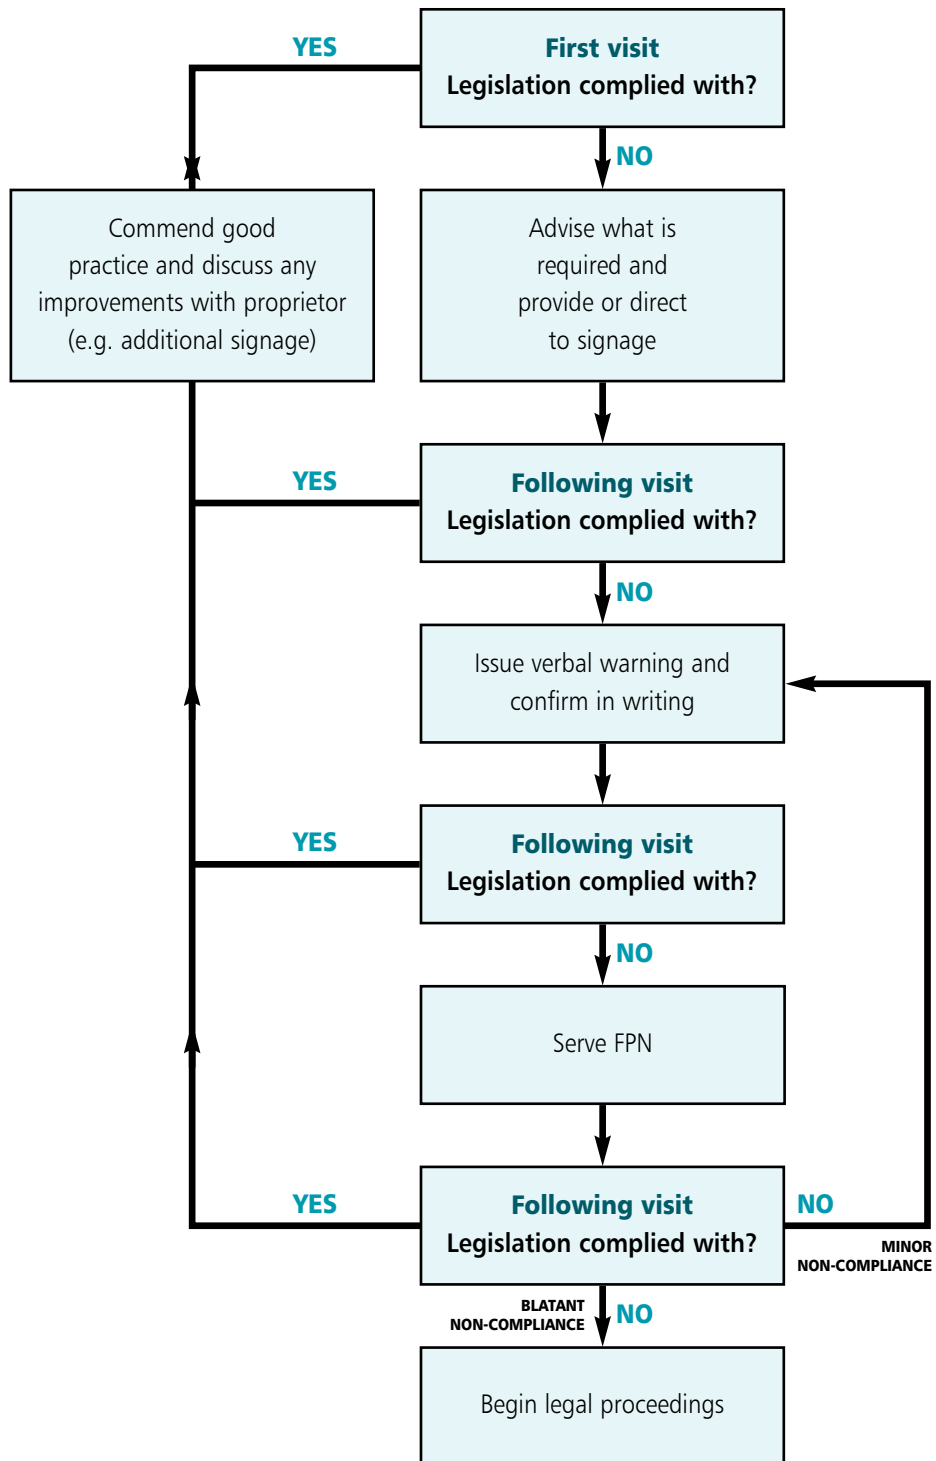 YES
First visit
Legislation complied with?
NO
Commend good
practice and discuss any
improvements with proprietor
(e.g. additional signage)
Advise what is
required and
provide or direct
to signage
YES
Following visit
Legislation complied with?
NO
Issue verbal warning and
confirm in writing
YES
Following visit
Legislation complied with?
NO
Serve FPN
YES
Following visit
Legislation complied with?
NO
MINOR
NON-COMPLIANCE
BLATANT
NON-COMPLIANCE
NO
Begin legal proceedings